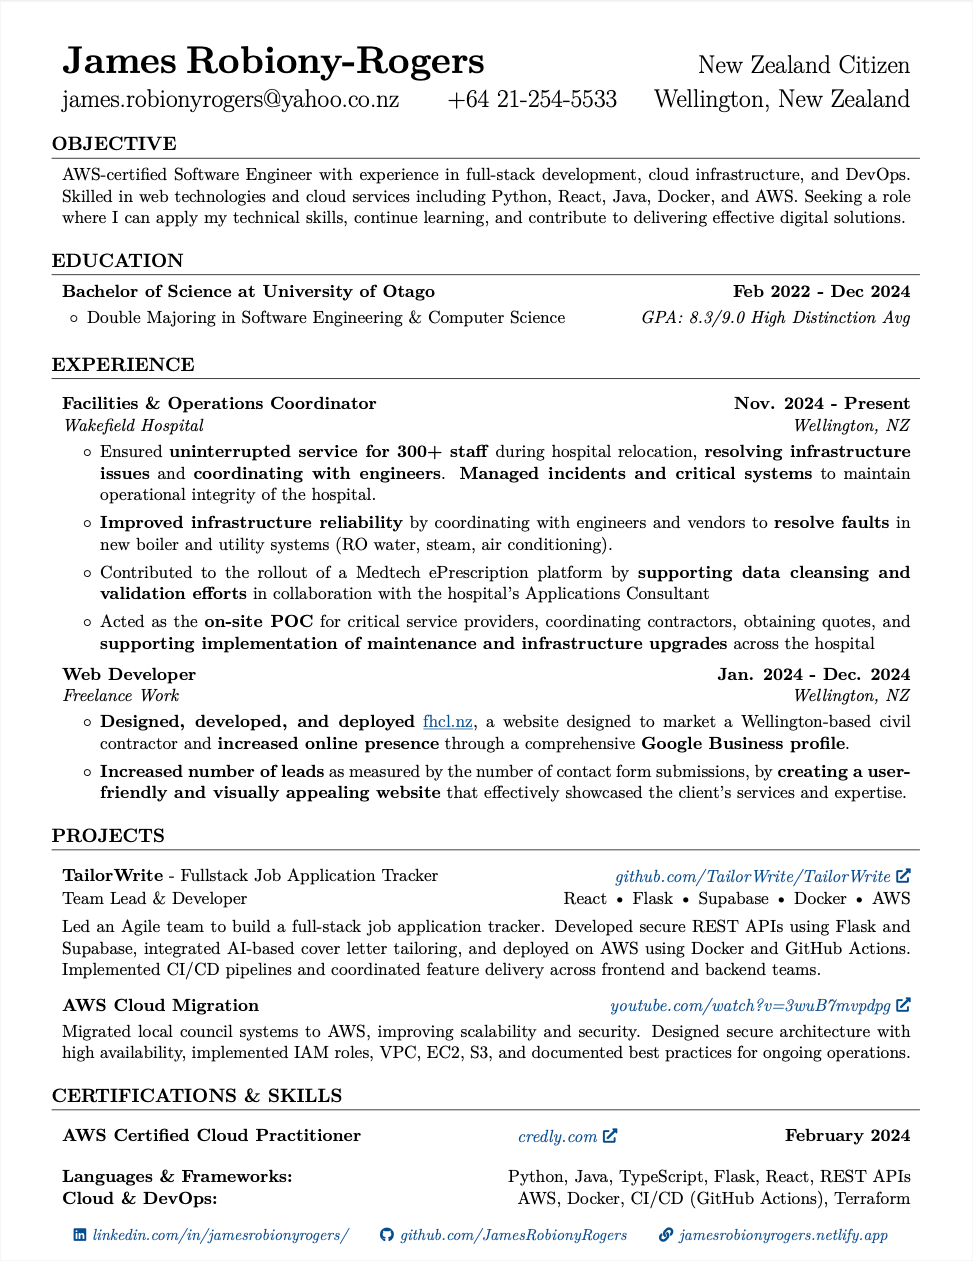 James Robiony-Rogers New Zealand Citizen
james.robionyrogers@yahoo.co.nz +64 21-254-5533 Wellington, New Zealand
OBJECTIVE
AWS-certified Software Engineer with experience in full-stack development, cloud infrastructure, and DevOps.
Skilled in web technologies and cloud services including Python, React, Java, Docker, and AWS. Seeking a role
where I can apply my technical skills, continue learning, and contribute to delivering effective digital solutions.
EDUCATION
Bachelor of Science at University of Otago Feb 2022 - Dec 2024
◦ Double Majoring in Software Engineering & Computer Science GPA: 8.3/9.0 High Distinction Avg
EXPERIENCE
Facilities & Operations Coordinator Nov. 2024 - Present
Wakefield Hospital Wellington, NZ
◦ Ensured uninterrupted service for 300+ staff during hospital relocation, resolving infrastructure
issues and coordinating with engineers. Managed incidents and critical systems to maintain
operational integrity of the hospital.
◦ Improved infrastructure reliability by coordinating with engineers and vendors to resolve faults in
new boiler and utility systems (RO water, steam, air conditioning).
◦ Contributed to the rollout of a Medtech ePrescription platform by supporting data cleansing and
validation efforts in collaboration with the hospital's Applications Consultant
◦ Acted as the on-site POC for critical service providers, coordinating contractors, obtaining quotes, and
supporting implementation of maintenance and infrastructure upgrades across the hospital
Web Developer Jan. 2024 - Dec. 2024
Freelance Work Wellington, NZ
◦ Designed, developed, and deployed fhcl.nz, a website designed to market a Wellington-based civil
contractor and increased online presence through a comprehensive Google Business profile.
◦ Increased number of leads as measured by the number of contact form submissions, by creating a user-
friendly and visually appealing website that effectively showcased the client's services and expertise.
PROJECTS
TailorWrite - Fullstack Job Application Tracker github.com/TailorWrite/TailorWrite
Team Lead & Developer React • Flask • Supabase • Docker • AWS
Led an Agile team to build a full-stack job application tracker. Developed secure REST APIs using Flask and
Supabase, integrated AI-based cover letter tailoring, and deployed on AWS using Docker and GitHub Actions.
Implemented CI/CD pipelines and coordinated feature delivery across frontend and backend teams.
AWS Cloud Migration youtube.com/watch?v=3wuB7mvpdpg
Migrated local council systems to AWS, improving scalability and security. Designed secure architecture with
high availability, implemented IAM roles, VPC, EC2, S3, and documented best practices for ongoing operations.
CERTIFICATIONS & SKILLS
AWS Certified Cloud Practitioner credly.com February 2024
Languages & Frameworks: Python, Java, TypeScript, Flask, React, REST APIs
Cloud & DevOps: AWS, Docker, CI/CD (GitHub Actions), Terraform
linkedin.com/in/jamesrobionyrogers/ github.com/JamesRobionyRogers jamesrobionyrogers.netlify.app